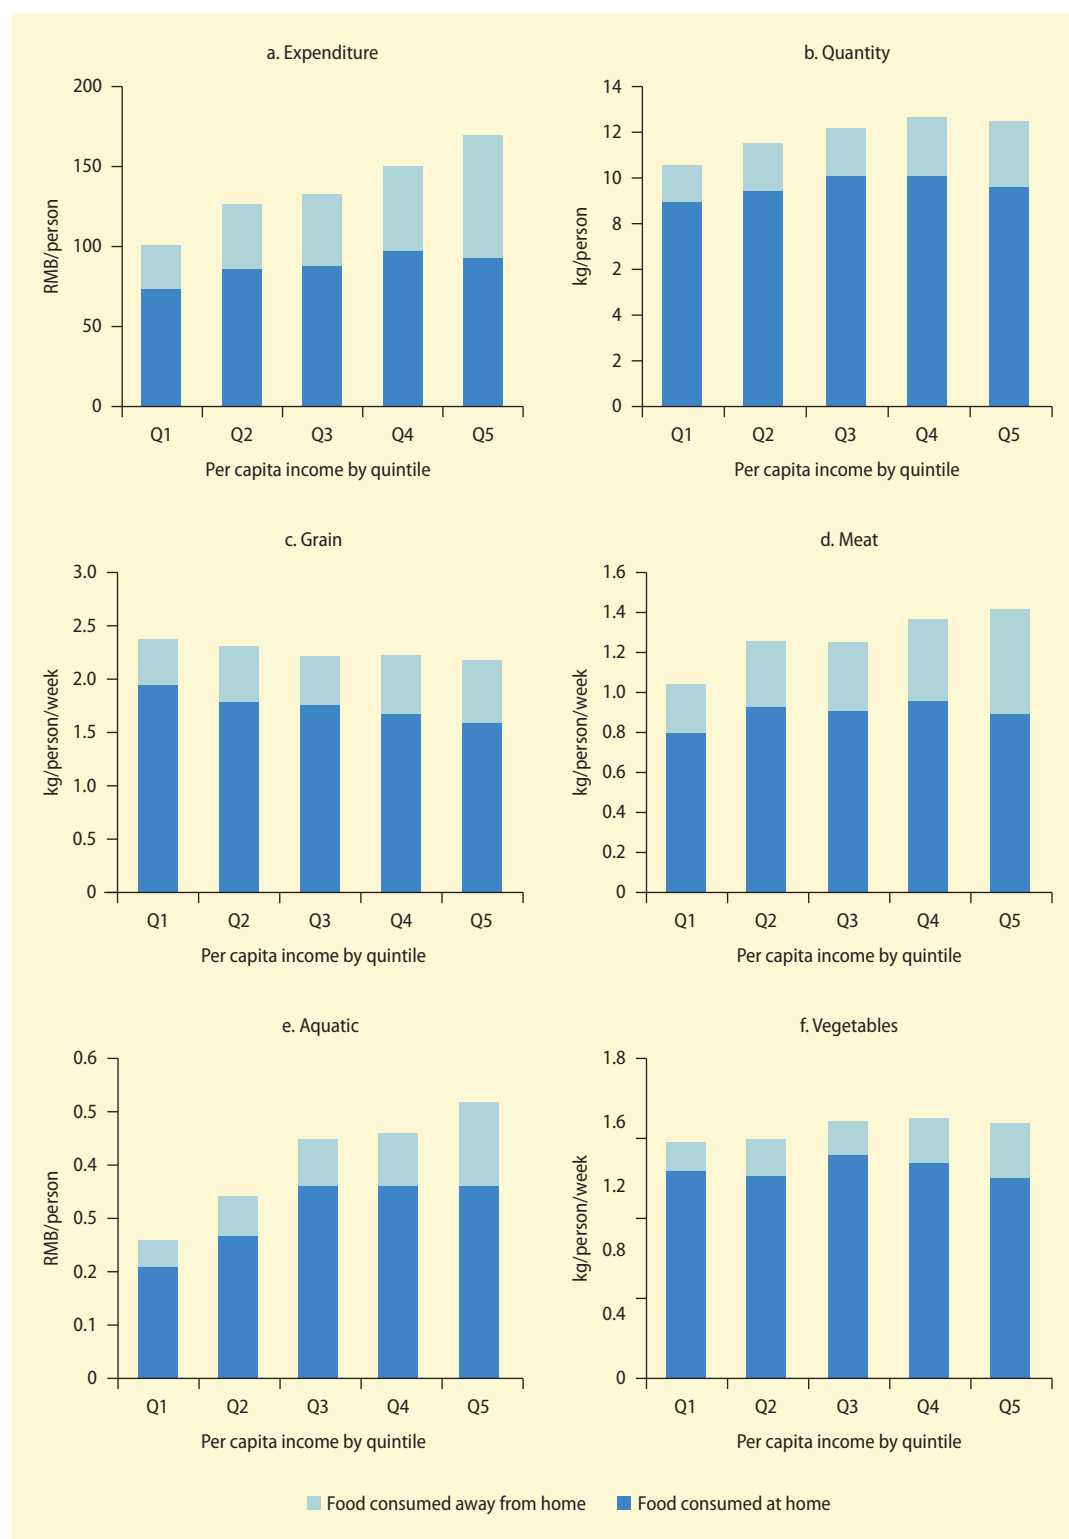 a. Expenditure
200
150
100
50
0
RMB/person
Q1 Q2 Q3 Q4 Q5
Per capita income by quintile
b. Quantity
14
12
10
8
2
4
2
0
kg/person
Q1 Q2 Q3 Q4 Q5
Per capita income by quintile
c. Grain
3.0
2.5
2.0
1.5
1.0
0.5
0
kg/person/week
Q1 Q2 Q3 Q4 Q5
Per capita income by quintile
d. Meat
1.6
1.4
1.2
1.0
0.8
0.6
0.4
0.2
0
kg/person/week
Q1 Q2 Q3 Q4 Q5
Per capita income by quintile
e. Aquatic
0.6
0.5
0.4
0.5
0.2
0.1
0
RMB/person
Q1 Q2 Q3 Q4 Q5
Per capita income by quintile
f. Vegetables
1.8
1.6
1.2
0.8
0.4
0
kg/person/week
Q1 Q2 Q3 Q4 Q5
Per capita income by quintile
Food consumed away from home Food consumed at home